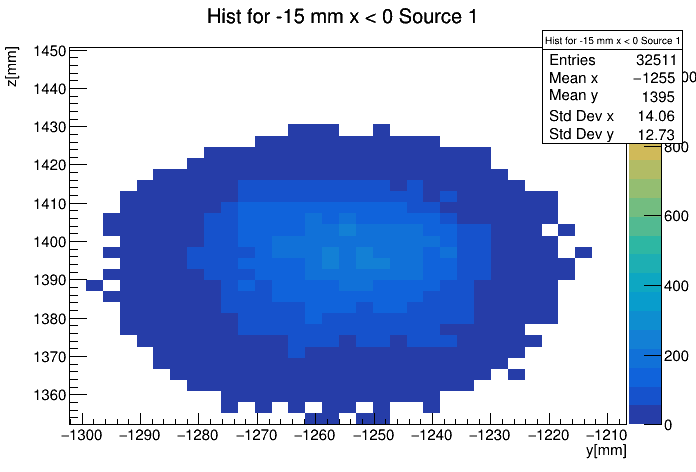 Hist for -15 mm x < 0 Source 1
Hist for -15 mm x < 0 Source 1
Entries 32511
Mean x −1255
Mean y 1395
Std Dev x 14.06
Std Dev y 12.73
z[mm]
1450
1440
1430
1420
1410
1400
1390
1380
1370
1360
800
600
400
200
0
−1300 −1290 −1280 −1270 −1260 −1250 −1240 −1230 −1220 −1210
y[mm]